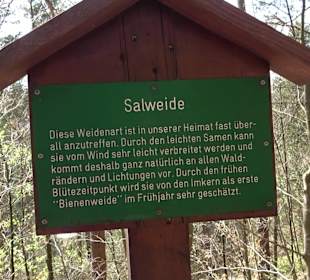 Salweide
Diese Weidenart ist in unserer Heimat fast über-
all anzutreffen. Durch den leichten Samen kann
sie vom Wind sehr leicht verbreitet werden und
kommt deshalb ganz natürlich an allen Wald-
rändern und Lichtungen vor. Durch den frühen
Blütezeitpunkt wird sie von den Imkern als erste
"Bienenweide" im Frühjahr sehr geschätzt.